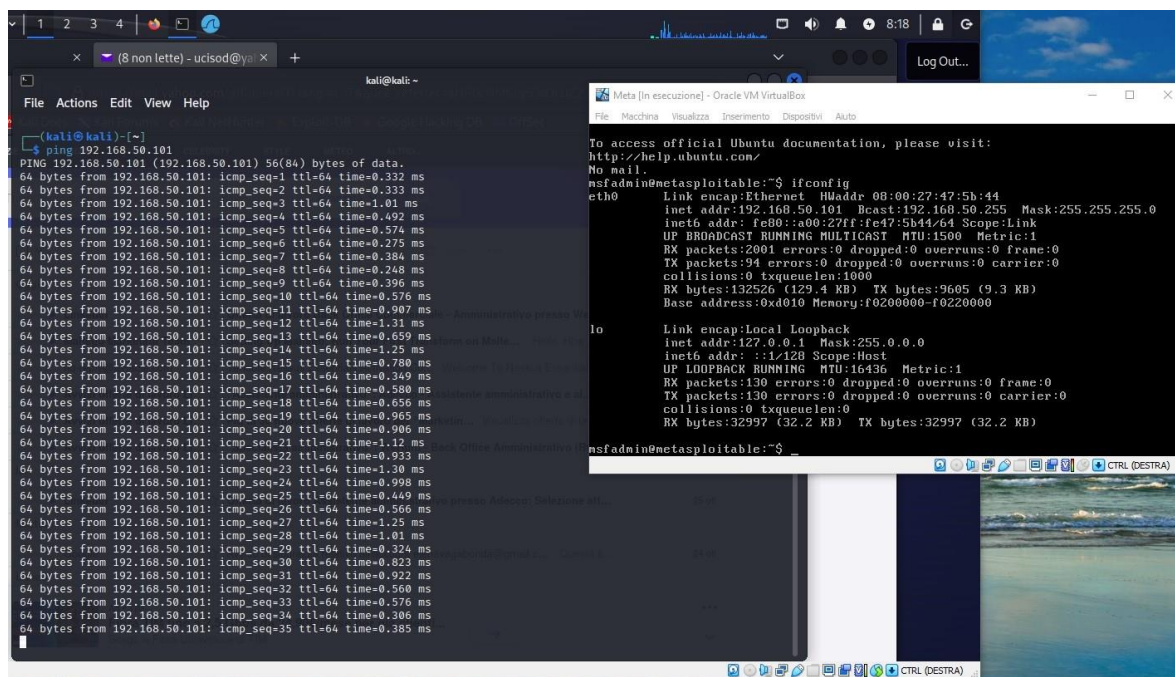 1 2 3 4
8:18
(8 non lette) - ucisod@ya
Log Out...
kali@kali: ~
File Actions Edit View Help
(kali㉿kali)-[~]
$ ping 192.168.50.101
PING 192.168.50.101 (192.168.50.101) 56(84) bytes of data.
64 bytes from 192.168.50.101: icmp_seq=1 ttl=64 time=0.332 ms
64 bytes from 192.168.50.101: icmp_seq=2 ttl=64 time=0.333 ms
64 bytes from 192.168.50.101: icmp_seq=3 ttl=64 time=1.01 ms
64 bytes from 192.168.50.101: icmp_seq=4 ttl=64 time=0.492 ms
64 bytes from 192.168.50.101: icmp_seq=5 ttl=64 time=0.574 ms
64 bytes from 192.168.50.101: icmp_seq=6 ttl=64 time=0.275 ms
64 bytes from 192.168.50.101: icmp_seq=7 ttl=64 time=0.384 ms
64 bytes from 192.168.50.101: icmp_seq=8 ttl=64 time=0.248 ms
64 bytes from 192.168.50.101: icmp_seq=9 ttl=64 time=0.396 ms
64 bytes from 192.168.50.101: icmp_seq=10 ttl=64 time=0.576 ms
64 bytes from 192.168.50.101: icmp_seq=11 ttl=64 time=0.907 ms
64 bytes from 192.168.50.101: icmp_seq=12 ttl=64 time=1.31 ms
64 bytes from 192.168.50.101: icmp_seq=13 ttl=64 time=0.659 ms
64 bytes from 192.168.50.101: icmp_seq=14 ttl=64 time=1.25 ms
64 bytes from 192.168.50.101: icmp_seq=15 ttl=64 time=0.780 ms
64 bytes from 192.168.50.101: icmp_seq=16 ttl=64 time=0.349 ms
64 bytes from 192.168.50.101: icmp_seq=17 ttl=64 time=0.580 ms
64 bytes from 192.168.50.101: icmp_seq=18 ttl=64 time=0.656 ms
64 bytes from 192.168.50.101: icmp_seq=19 ttl=64 time=0.965 ms
64 bytes from 192.168.50.101: icmp_seq=20 ttl=64 time=0.906 ms
64 bytes from 192.168.50.101: icmp_seq=21 ttl=64 time=1.12 ms
64 bytes from 192.168.50.101: icmp_seq=22 ttl=64 time=0.933 ms
64 bytes from 192.168.50.101: icmp_seq=23 ttl=64 time=1.30 ms
64 bytes from 192.168.50.101: icmp_seq=24 ttl=64 time=0.998 ms
64 bytes from 192.168.50.101: icmp_seq=25 ttl=64 time=0.449 ms
64 bytes from 192.168.50.101: icmp_seq=26 ttl=64 time=0.566 ms
64 bytes from 192.168.50.101: icmp_seq=27 ttl=64 time=1.25 ms
64 bytes from 192.168.50.101: icmp_seq=28 ttl=64 time=1.01 ms
64 bytes from 192.168.50.101: icmp_seq=29 ttl=64 time=0.324 ms
64 bytes from 192.168.50.101: icmp_seq=30 ttl=64 time=0.823 ms
64 bytes from 192.168.50.101: icmp_seq=31 ttl=64 time=0.922 ms
64 bytes from 192.168.50.101: icmp_seq=32 ttl=64 time=0.560 ms
64 bytes from 192.168.50.101: icmp_seq=33 ttl=64 time=0.576 ms
64 bytes from 192.168.50.101: icmp_seq=34 ttl=64 time=0.306 ms
64 bytes from 192.168.50.101: icmp_seq=35 ttl=64 time=0.385 ms
Meta [In esecuzione] - Oracle VM VirtualBox
File Macchina Visualizza Inserimento Dispositivi Aiuto
To access official Ubuntu documentation, please visit:
http://help.ubuntu.com/
No mail.
msfadmin@metasploitable:~$ ifconfig
eth0 Link encap:Ethernet HWaddr 08:00:27:47:5b:44
inet addr:192.168.50.101 Bcast:192.168.50.255 Mask:255.255.255.0
inet6 addr: fe80::a00:27ff:fe47:5b44/64 Scope:Link
UP BROADCAST RUNNING MULTICAST MTU:1500 Metric:1
RX packets:2001 errors:0 dropped:0 overruns:0 frame:0
TX packets:94 errors:0 dropped:0 overruns:0 carrier:0
collisions:0 txqueuelen:1000
RX bytes:132526 (129.4 KB) TX bytes:9605 (9.3 KB)
Base address:0xd010 Memory:f0200000-f0220000
lo Link encap:Local Loopback
inet addr:127.0.0.1 Mask:255.0.0.0
inet6 addr: ::1/128 Scope:Host
UP LOOPBACK RUNNING MTU:16436 Metric:1
RX packets:130 errors:0 dropped:0 overruns:0 frame:0
TX packets:130 errors:0 dropped:0 overruns:0 carrier:0
collisions:0 txqueuelen:0
RX bytes:32997 (32.2 KB) TX bytes:32997 (32.2 KB)
msfadmin@metasploitable:~$ _
CTRL (DESTRA)
CTRL (DESTRA)